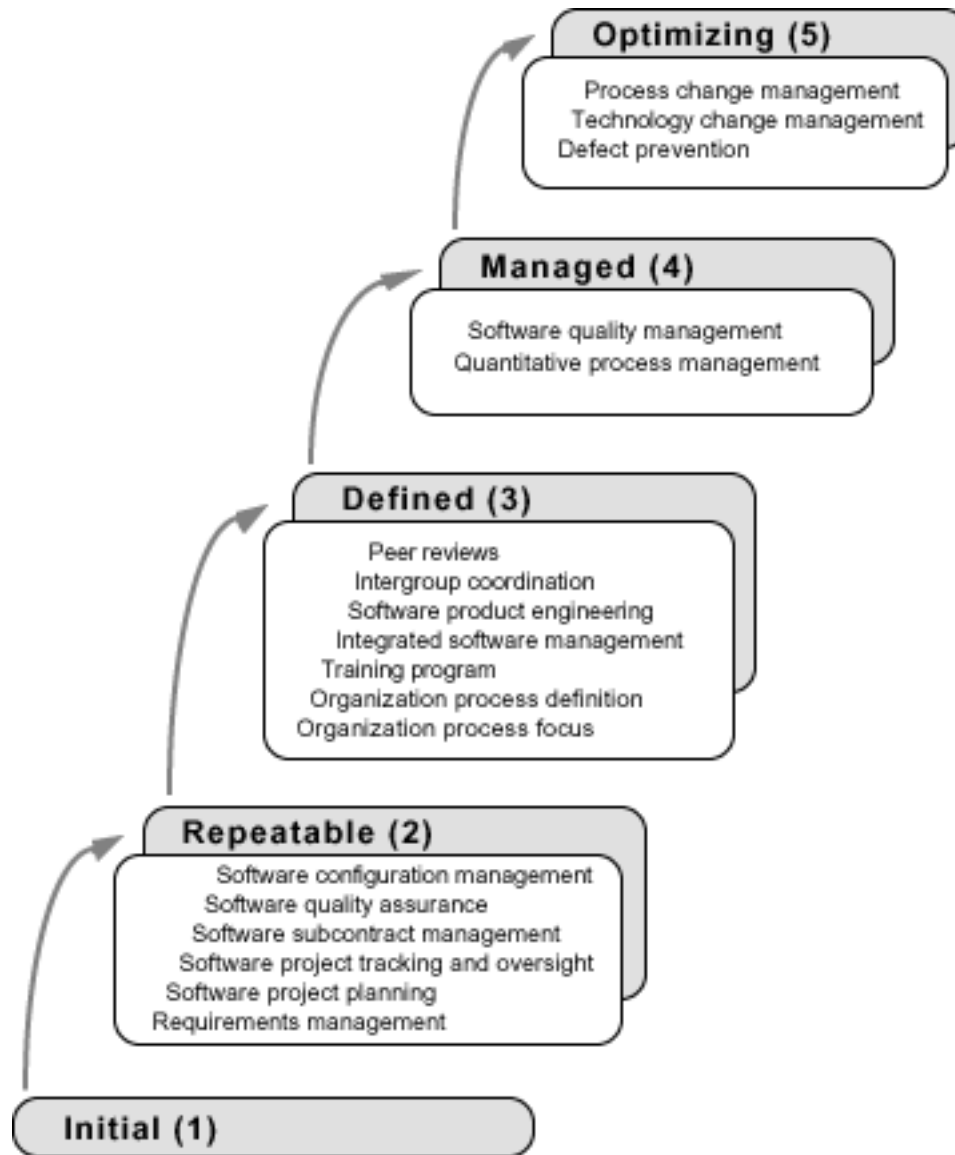 Optimizing (5)
Process change management
Technology change management
Defect prevention
Managed (4)
Software quality management
Quantitative process management
Defined (3)
Peer reviews
Intergroup coordination
Software product engineering
Integrated software management
Training program
Organization process definition
Organization process focus
Repeatable (2)
Software configuration management
Software quality assurance
Software subcontract management
Software project tracking and oversight
Software project planning
Requirements management
Initial (1)